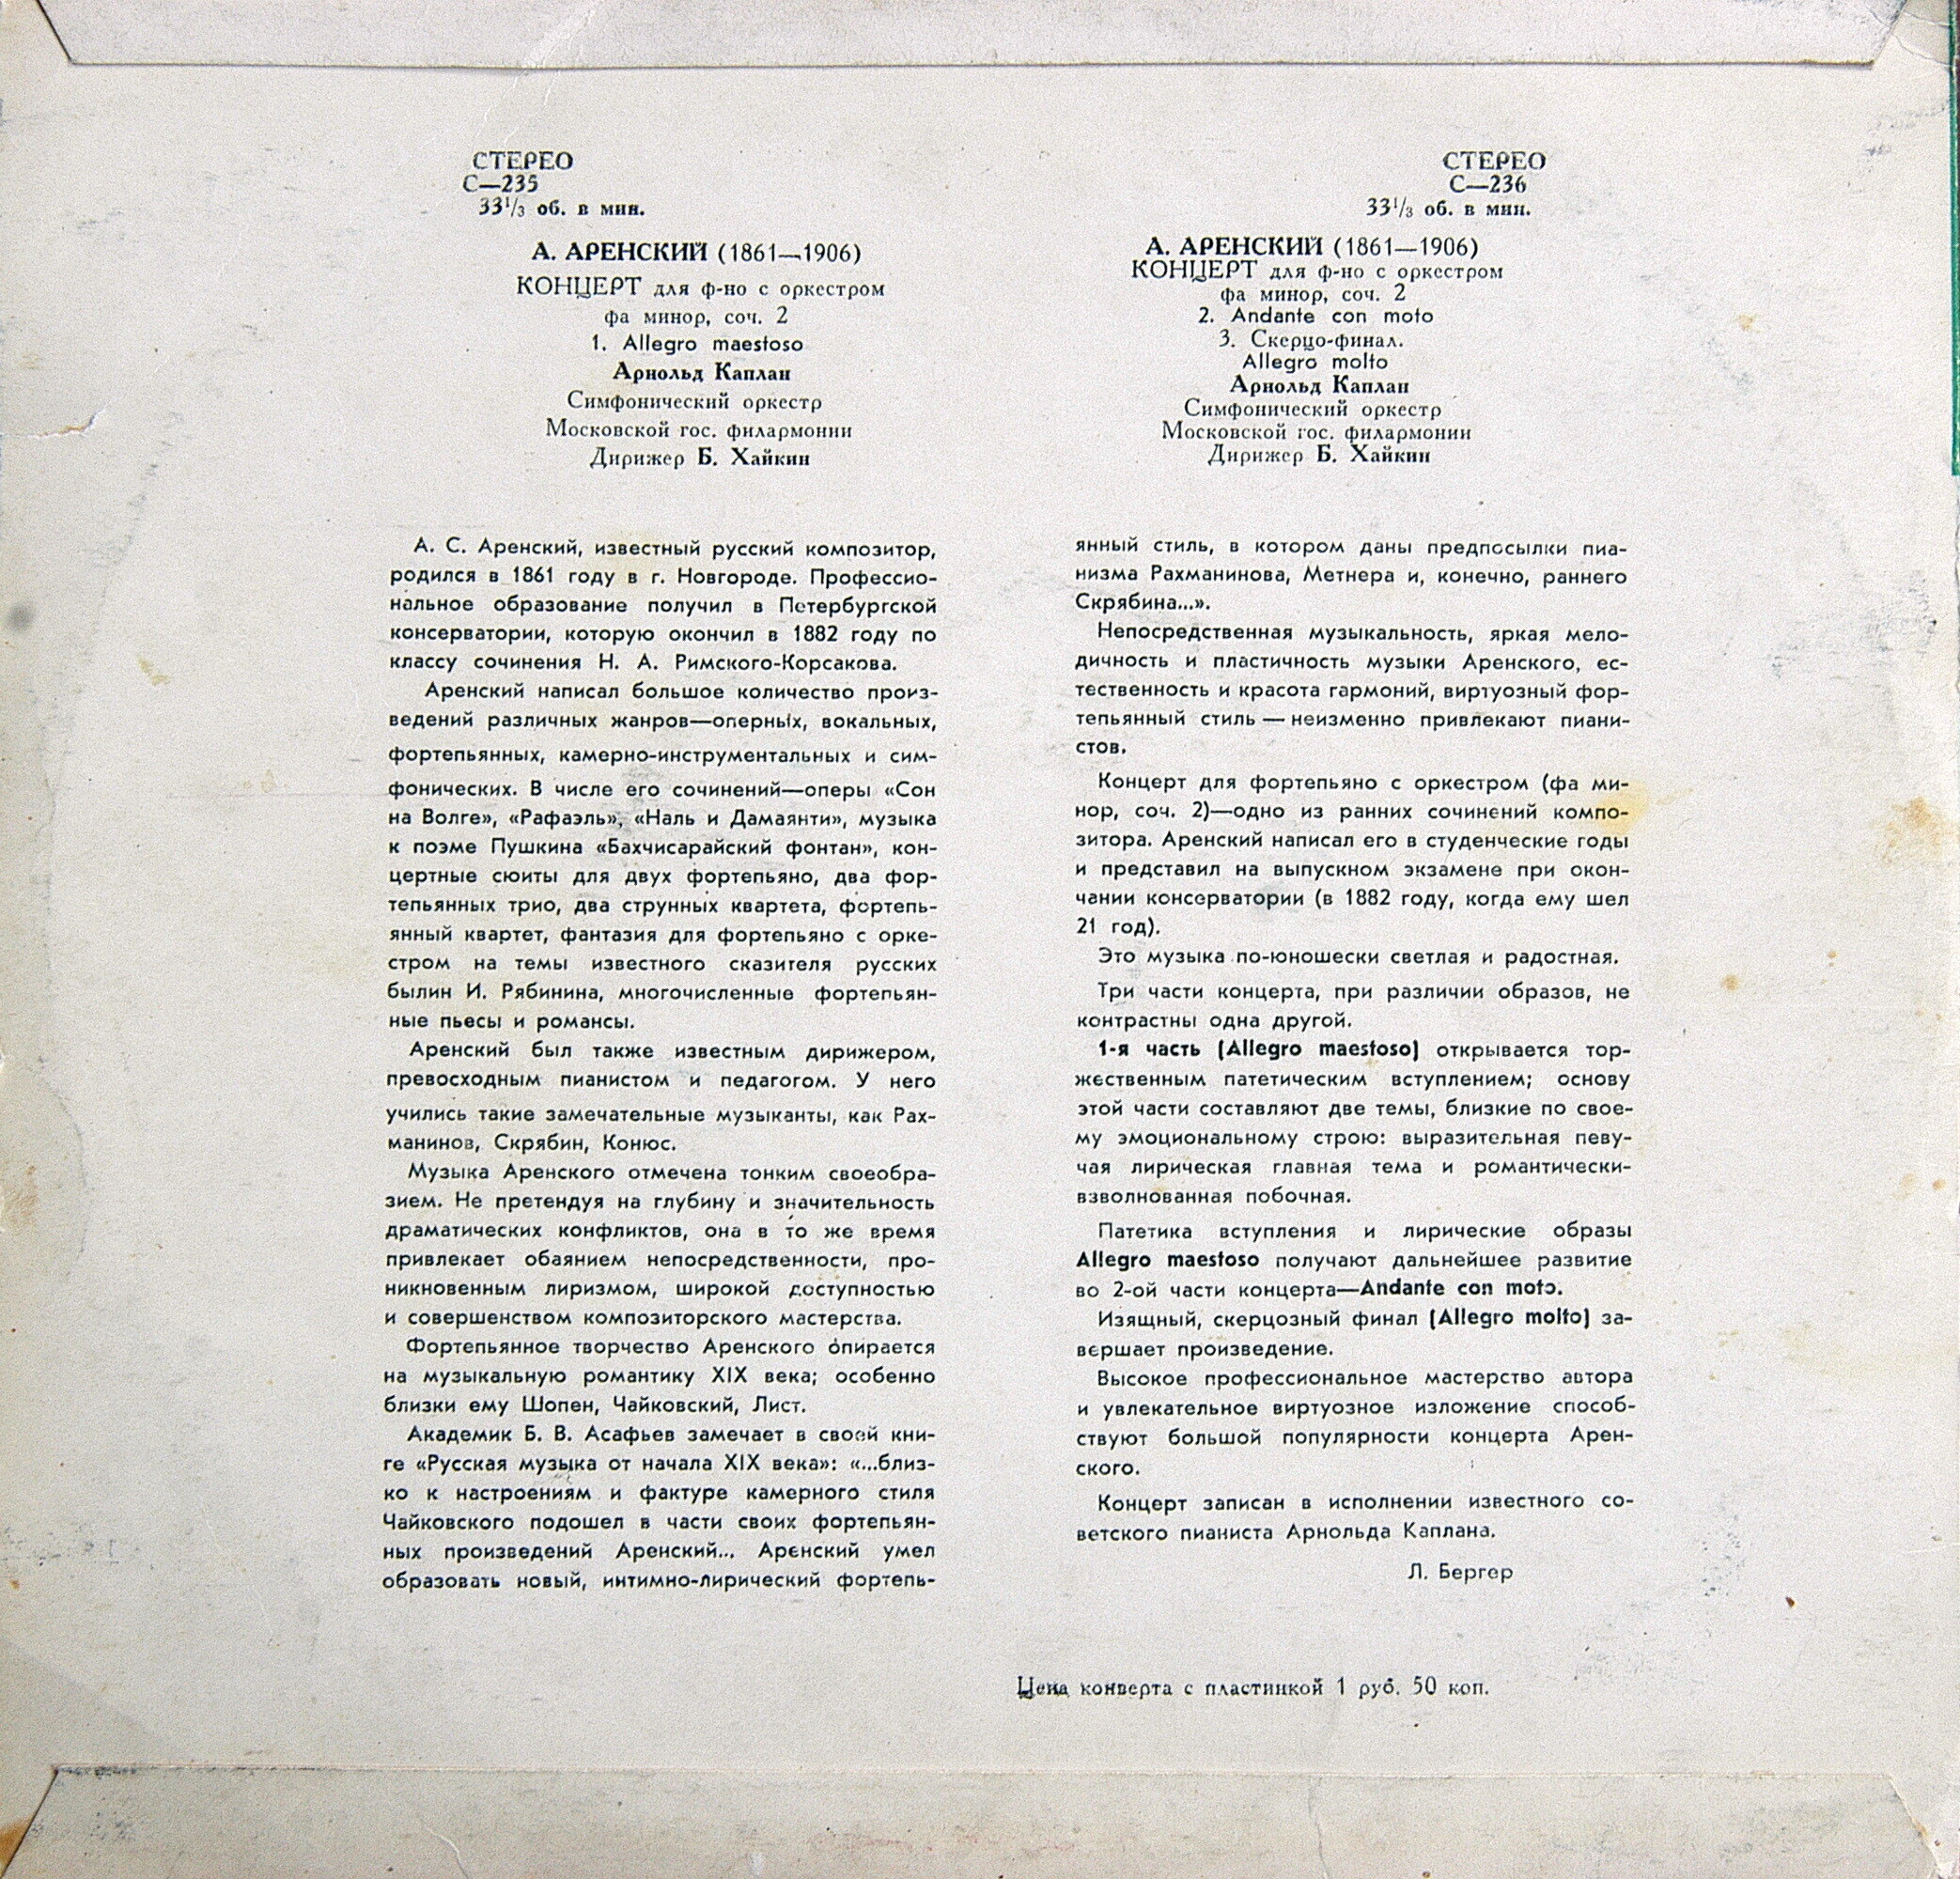 СТЕРЕО
С—235
33 1/3 об. в мин.
А. АРЕНСКИЙ (1861—1906)
КОНЦЕРТ для ф-но с оркестром
фа минор, соч. 2
1. Allegro maestoso
Арнольд Каплан
Симфонический оркестр
Московской гос. филармонии
Дирижер Б. Хайкин
СТЕРЕО
С—236
33 1/3 об. в мин.
А. АРЕНСКИЙ (1861—1906)
КОНЦЕРТ для ф-но с оркестром
фа минор, соч. 2
2. Andante con moto
3. Скерцо-финал.
Allegro molto
Арнольд Каплан
Симфонический оркестр
Московской гос. филармонии
Дирижер Б. Хайкин
А. С. Аренский, известный русский композитор,
родился в 1861 году в г. Новгороде. Профессио-
нальное образование получил в Петербургской
консерватории, которую окончил в 1882 году по
классу сочинения Н. А. Римского-Корсакова.
Аренский написал большое количество произ-
ведений различных жанров—оперных, вокальных,
фортепьянных, камерно-инструментальных и сим-
фонических. В числе его сочинений—оперы «Сон
на Волге», «Рафаэль», «Наль и Дамаянти», музыка
к поэме Пушкина «Бахчисарайский фонтан», кон-
цертные сюиты для двух фортепьяно, два фор-
тепьянных трио, два струнных квартета, фортепь-
янный квартет, фантазия для фортепьяно с орке-
стром на темы известного сказителя русских
былин И. Рябинина, многочисленные фортепьян-
ные пьесы и романсы.
Аренский был также известным дирижером,
превосходным пианистом и педагогом. У него
учились такие замечательные музыканты, как Рах-
манинов, Скрябин, Конюс.
Музыка Аренского отмечена тонким своеобра-
зием. Не претендуя на глубину и значительность
драматических конфликтов, она в то же время
привлекает обаянием непосредственности, про-
никновенным лиризмом, широкой доступностью
и совершенством композиторского мастерства.
Фортепьянное творчество Аренского опирается
на музыкальную романтику XIX века; особенно
близки ему Шопен, Чайковский, Лист.
Академик Б. В. Асафьев замечает в своей кни-
ге «Русская музыка от начала XIX века»: «...близ-
ко к настроениям и фактуре камерного стиля
Чайковского подошел в части своих фортепьян-
ных произведений Аренский... Аренский умел
образовать новый, интимно-лирический фортепь-
янный стиль, в котором даны предпосылки пиа-
низма Рахманинова, Метнера и, конечно, раннего
Скрябина...».
Непосредственная музыкальность, яркая мело-
дичность и пластичность музыки Аренского, ес-
тественность и красота гармоний, виртуозный фор-
тепьянный стиль — неизменно привлекают пиани-
стов.
Концерт для фортепьяно с оркестром (фа ми-
нор, соч. 2)—одно из ранних сочинений компо-
зитора. Аренский написал его в студенческие годы
и представил на выпускном экзамене при окон-
чании консерватории (в 1882 году, когда ему шел
21 год).
Это музыка по-юношески светлая и радостная.
Три части концерта, при различии образов, не
контрастны одна другой.
1-я часть (Allegro maestoso) открывается тор-
жественным патетическим вступлением; основу
этой части составляют две темы, близкие по свое-
му эмоциональному строю: выразительная певу-
чая лирическая главная тема и романтически-
взволнованная побочная.
Патетика вступления и лирические образы
Allegro maestoso получают дальнейшее развитие
во 2-ой части концерта—Andante con moto.
Изящный, скерцозный финал (Allegro molto) за-
вершает произведение.
Высокое профессиональное мастерство автора
и увлекательное виртуозное изложение способ-
ствуют большой популярности концерта Арен-
ского.
Концерт записан в исполнении известного со-
ветского пианиста Арнольда Каплана.
Л. Бергер
Цена конверта с пластинкой 1 руб. 50 коп.